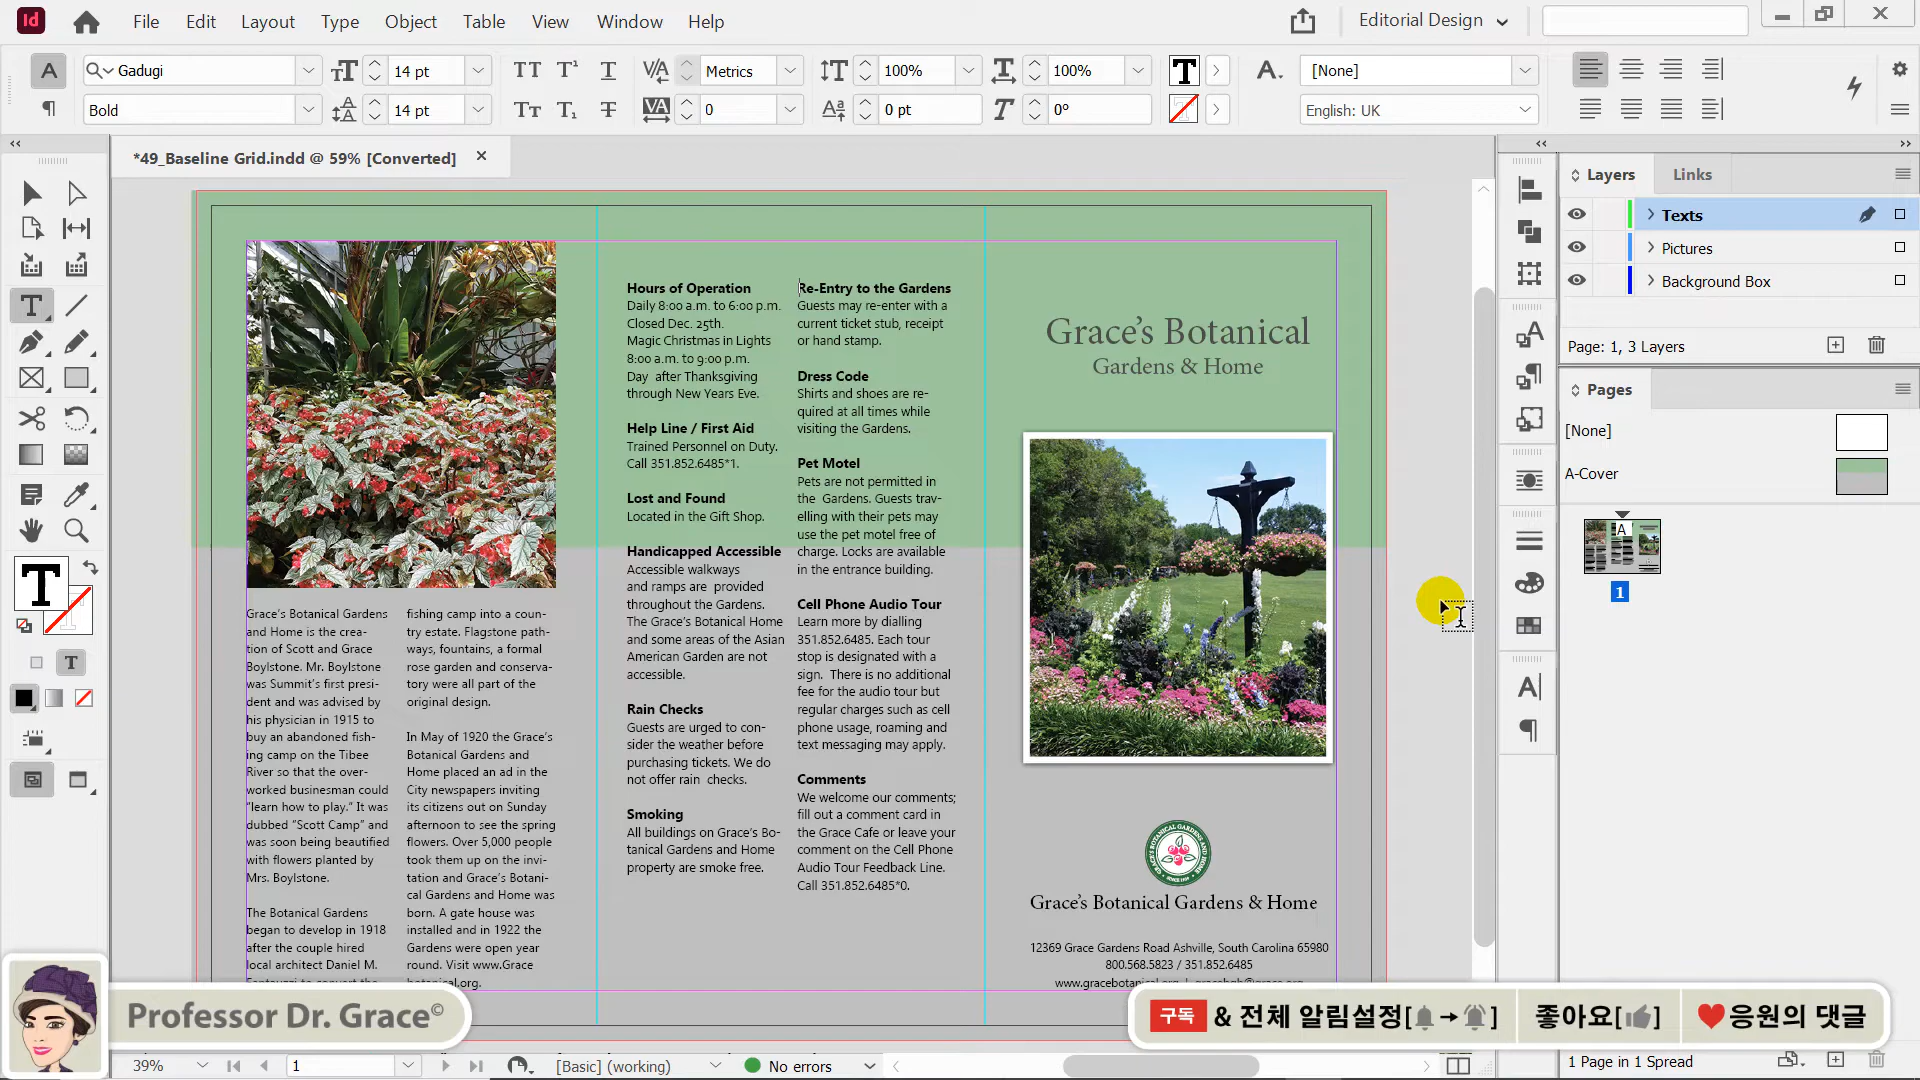 Id
File Edit Layout Type Object Table View Window Help
Editorial Design
Gadugi
14 pt
Metrics
100%
100%
[None]
Bold
14 pt
0
0 pt
0°
English: UK
*49_Baseline Grid.indd @ 59% [Converted]
Hours of Operation
Daily 8:00 a.m. to 6:00 p.m.
Closed Dec. 25th.
Magic Christmas in Lights
8:00 a.m. to 9:00 p.m.
Day after Thanksgiving
through New Years Eve.
Help Line / First Aid
Trained Personnel on Duty.
Call 351.852.6485*1.
Lost and Found
Located in the Gift Shop.
Handicapped Accessible
Accessible walkways
and ramps are provided
throughout the Gardens.
The Grace's Botanical Home
and some areas of the Asian
American Garden are not
accessible.
Rain Checks
Guests are urged to con-
sider the weather before
purchasing tickets. We do
not offer rain checks.
Smoking
All buildings on Grace's Bo-
tanical Gardens and Home
property are smoke free.
Re-Entry to the Gardens
Guests may re-enter with a
current ticket stub, receipt
or hand stamp.
Dress Code
Shirts and shoes are re-
quired at all times while
visiting the Gardens.
Pet Motel
Pets are not permitted in
the Gardens. Guests trav-
elling with their pets may
use the pet motel free of
charge. Locks are available
in the entrance building.
Cell Phone Audio Tour
Learn more by dialling
351.852.6485. Each tour
stop is designated with a
sign. There is no additional
fee for the audio tour but
regular charges such as cell
phone usage, roaming and
text messaging may apply.
Comments
We welcome our comments;
fill out a comment card in
the Grace Cafe or leave your
comment on the Cell Phone
Audio Tour Feedback Line.
Call 351.852.6485*0.
Grace's Botanical Gardens
and Home is the crea-
tion of Scott and Grace
Boylstone. Mr. Boylstone
was Summit's first presi-
dent and was advised by
his physician in 1915 to
buy an abandoned fish-
ing camp on the Tibee
River so that the over-
worked businesman could
"learn how to play." It was
dubbed "Scott Camp" and
was soon being beautified
with flowers planted by
Mrs. Boylstone.
The Botanical Gardens
began to develop in 1918
after the couple hired
local architect Daniel M.
fishing camp into a coun-
try estate. Flagstone path-
ways, fountains, a formal
rose garden and conserva-
tory were all part of the
original design.
In May of 1920 the Grace's
Botanical Gardens and
Home placed an ad in the
City newspapers inviting
its citizens out on Sunday
afternoon to see the spring
flowers. Over 5,000 people
took them up on the invi-
tation and Grace's Botani-
cal Gardens and Home was
born. A gate house was
installed and in 1922 the
Gardens were open year
round. Visit www.Grace
botanical.org.
Grace's Botanical
Gardens & Home
Grace's Botanical Gardens & Home
12369 Grace Gardens Road Ashville, South Carolina 65980
800.568.5823 / 351.852.6485
Layers Links
Texts
Pictures
Background Box
Page: 1, 3 Layers
Pages
[None]
A-Cover
A
1
Professor Dr. Grace©
구독 & 전체 알림설정[→] 좋아요[] 응원의 댓글
39%
1
[Basic] (working)
No errors
1 Page in 1 Spread